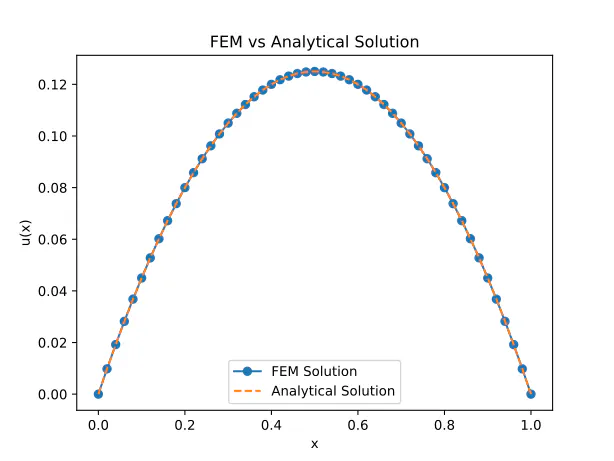 FEM vs Analytical Solution
0.12
0.10
0.08
0.06
0.04
0.02
0.00
u(x)
FEM Solution
Analytical Solution
0.0 0.2 0.4 0.6 0.8 1.0
x